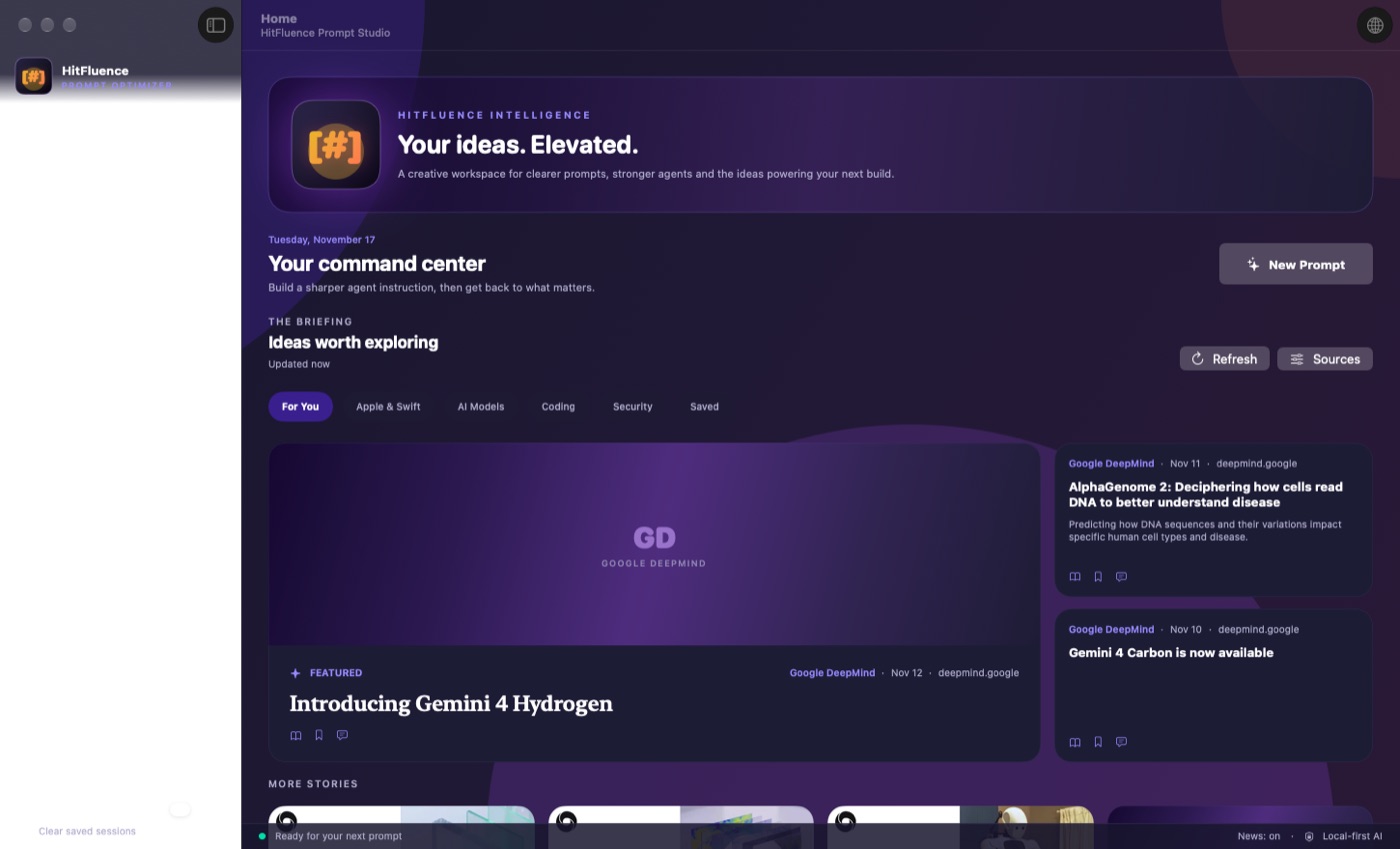 HitFluence
PROMPT OPTIMIZER
Clear saved sessions
Home
HitFluence Prompt Studio
[#]
HITFLUENCE INTELLIGENCE
Your ideas. Elevated.
A creative workspace for clearer prompts, stronger agents and the ideas powering your next build.
Tuesday, November 17
Your command center
Build a sharper agent instruction, then get back to what matters.
New Prompt
THE BRIEFING
Ideas worth exploring
Updated now
Refresh
Sources
For You
Apple & Swift
AI Models
Coding
Security
Saved
GD
GOOGLE DEEPMIND
FEATURED
Google DeepMind · Nov 12 · deepmind.google
Introducing Gemini 4 Hydrogen
Google DeepMind · Nov 11 · deepmind.google
AlphaGenome 2: Deciphering how cells read
DNA to better understand disease
Predicting how DNA sequences and their variations impact
specific human cell types and disease.
Google DeepMind · Nov 10 · deepmind.google
Gemini 4 Carbon is now available
MORE STORIES
Ready for your next prompt
News: on · Local-first AI